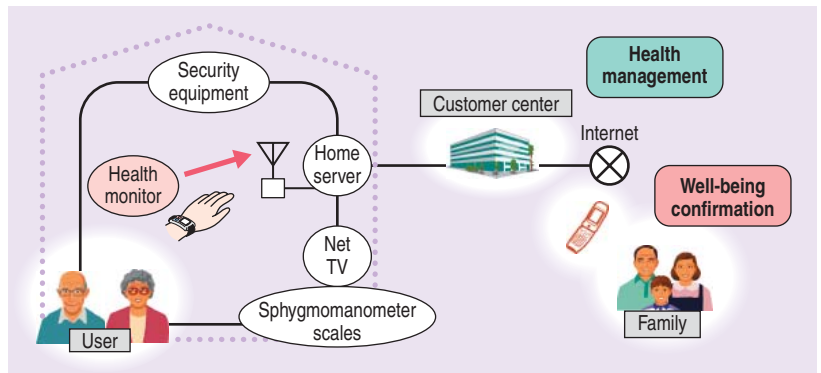 Security
equipment
Health
management
Customer center
Internet
Home
server
Health
monitor
Well-being
confirmation
Net
TV
Sphygmomanometer
scales
User
Family